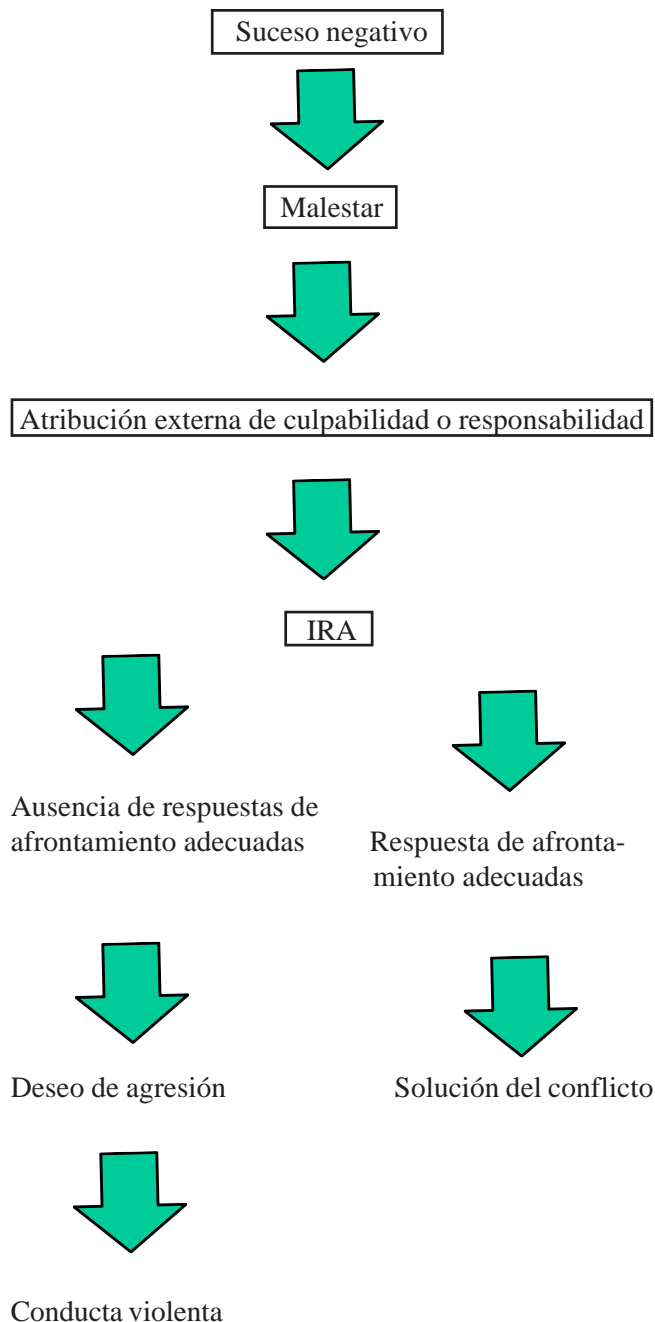 Suceso negativo
Malestar
Atribución externa de culpabilidad o responsabilidad
IRA
Ausencia de respuestas de
afrontamiento adecuadas
Respuesta de afronta-
miento adecuadas
Deseo de agresión
Solución del conflicto
Conducta violenta